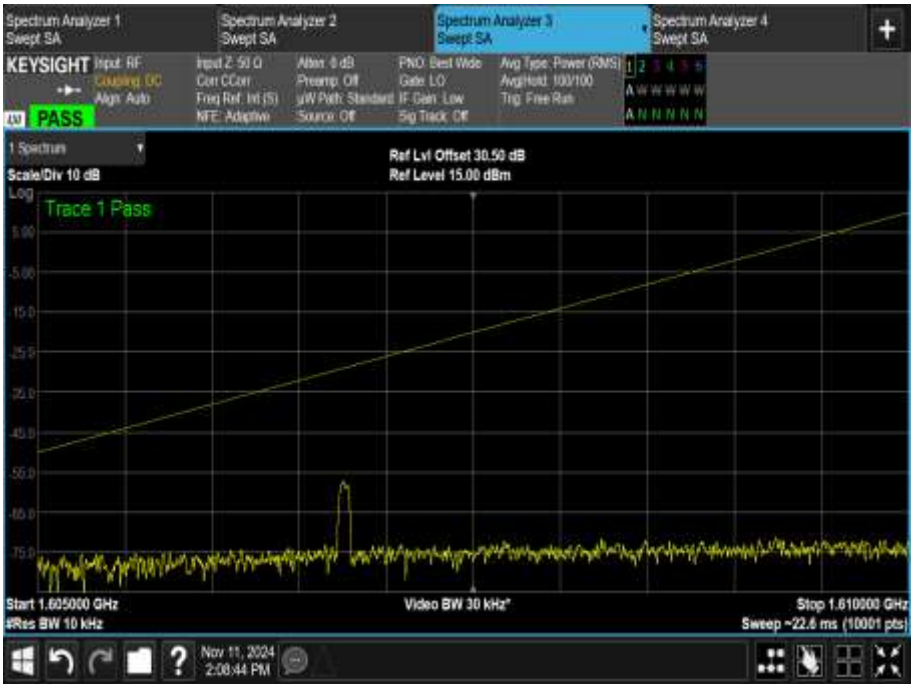 Spectrum Analyzer 1
Swept SA
Spectrum Analyzer 2
Swept SA
Spectrum Analyzer 3
Swept SA
Spectrum Analyzer 4
Swept SA
+
KEYSIGHT
Input: RF
Coupling: DC
Align: Auto
LXI
PASS
Input Z: 50 Ω
Corr CCorr
Freq Ref: Int (S)
NFE: Adaptive
Atten: 6 dB
Preamp: Off
µW Path: Standard
Source: Off
PNO: Best Wide
Gate: LO
IF Gain: Low
Sig Track: Off
Avg Type: Power (RMS)
Avg|Hold: 100/100
Trig: Free Run
1 2 3 4 5 6
A W W W W W
A N N N N N
1 Spectrum
Scale/Div 10 dB
Ref Lvl Offset 30.50 dB
Ref Level 15.00 dBm
Log
Trace 1 Pass
5.00
-5.00
-15.0
-25.0
-35.0
-45.0
-55.0
-65.0
-75.0
Start 1.605000 GHz
#Res BW 10 kHz
Video BW 30 kHz*
Stop 1.610000 GHz
Sweep ~22.6 ms (10001 pts)
?
Nov 11, 2024
2:08:44 PM